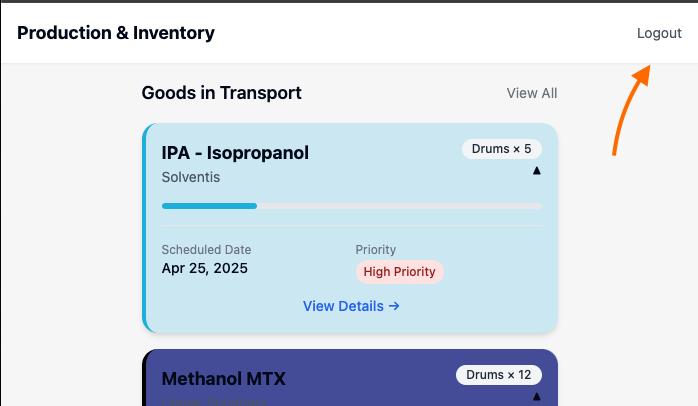 Production & Inventory
Logout
Goods in Transport
View All
IPA - Isopropanol
Drums × 5
Solventis
Scheduled Date
Priority
Apr 25, 2025
High Priority
View Details →
Methanol MTX
Drums × 12